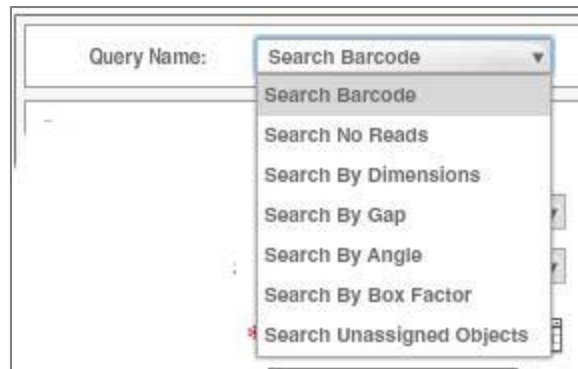 Query Name: Search Barcode
Search Barcode
Search No Reads
Search By Dimensions
Search By Gap
Search By Angle
Search By Box Factor
* Search Unassigned Objects